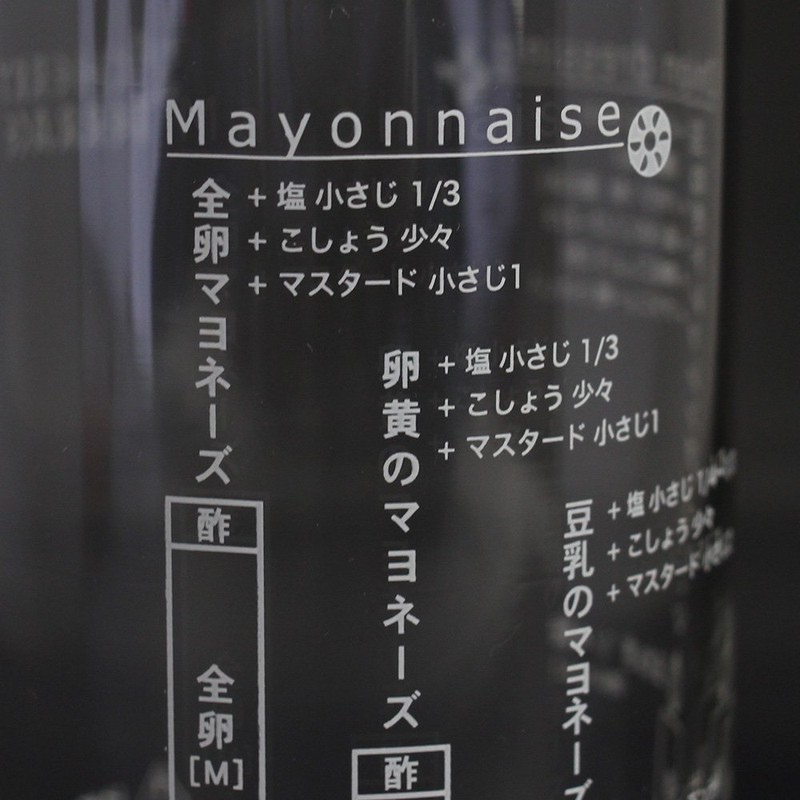 Mayonnaise
全卵マヨネーズ
+ 塩 小さじ 1/3
+ こしょう 少々
+ マスタード 小さじ1
酢
全卵
[M]
卵黄のマヨネーズ
+ 塩 小さじ 1/3
+ こしょう 少々
+ マスタード 小さじ1
酢
豆乳のマヨネーズ
+ 塩 小さじ
+ こしょう 少々
+ マスタード